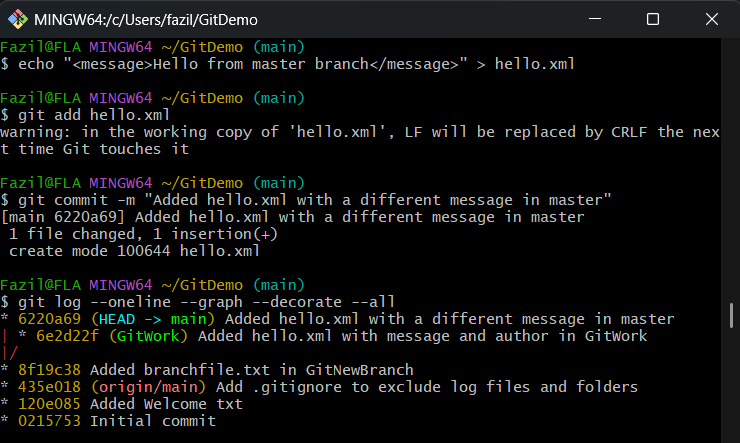 MINGW64:/c/Users/fazil/GitDemo
Fazil@FLA MINGW64 ~/GitDemo (main)
$ echo "<message>Hello from master branch</message>" > hello.xml
Fazil@FLA MINGW64 ~/GitDemo (main)
$ git add hello.xml
warning: in the working copy of 'hello.xml', LF will be replaced by CRLF the nex
t time Git touches it
Fazil@FLA MINGW64 ~/GitDemo (main)
$ git commit -m "Added hello.xml with a different message in master"
[main 6220a69] Added hello.xml with a different message in master
 1 file changed, 1 insertion(+)
 create mode 100644 hello.xml
Fazil@FLA MINGW64 ~/GitDemo (main)
$ git log --oneline --graph --decorate --all
* 6220a69 (HEAD -> main) Added hello.xml with a different message in master
| * 6e2d22f (GitWork) Added hello.xml with message and author in GitWork
|/
* 8f19c38 Added branchfile.txt in GitNewBranch
* 435e018 (origin/main) Add .gitignore to exclude log files and folders
* 120e085 Added Welcome txt
* 0215753 Initial commit